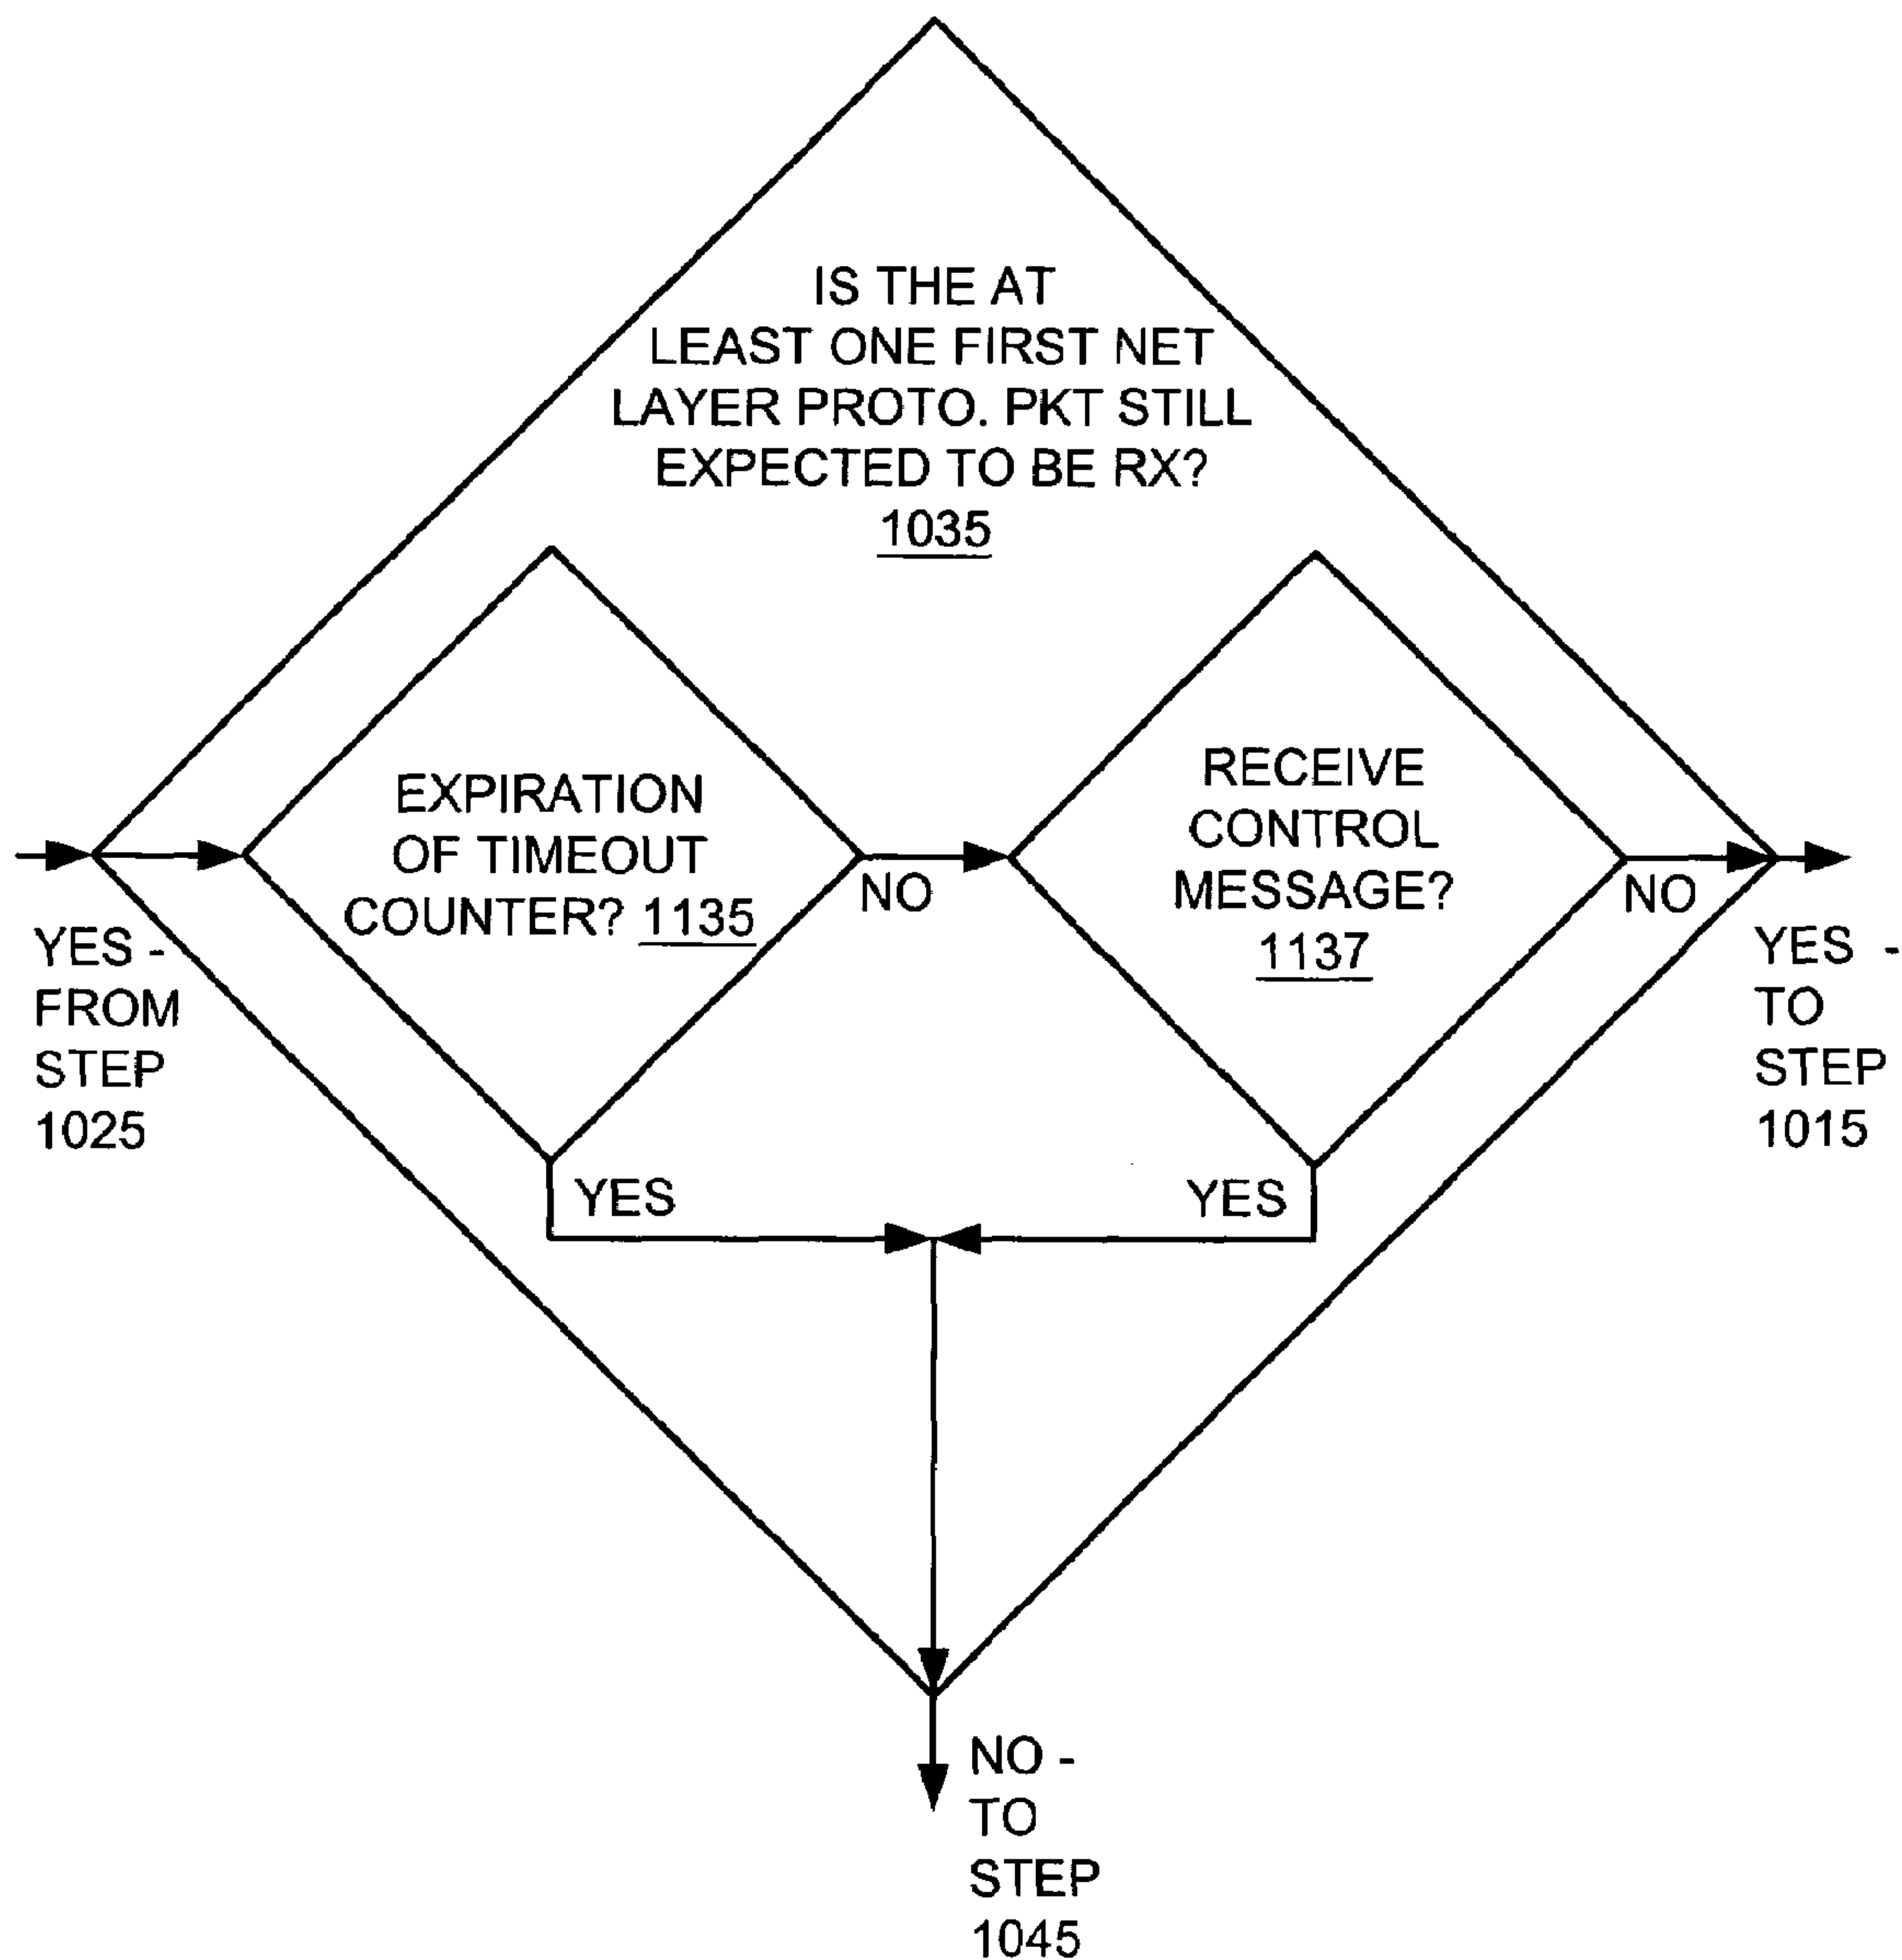 IS THE AT
LEAST ONE FIRST NET
LAYER PROTO. PKT STILL
EXPECTED TO BE RX?
1035
EXPIRATION
OF TIMEOUT
COUNTER? 1135
NO
RECEIVE
CONTROL
MESSAGE?
1137
NO
YES -
FROM
STEP
1025
YES -
TO
STEP
1015
YES
YES
NO -
TO
STEP
1045